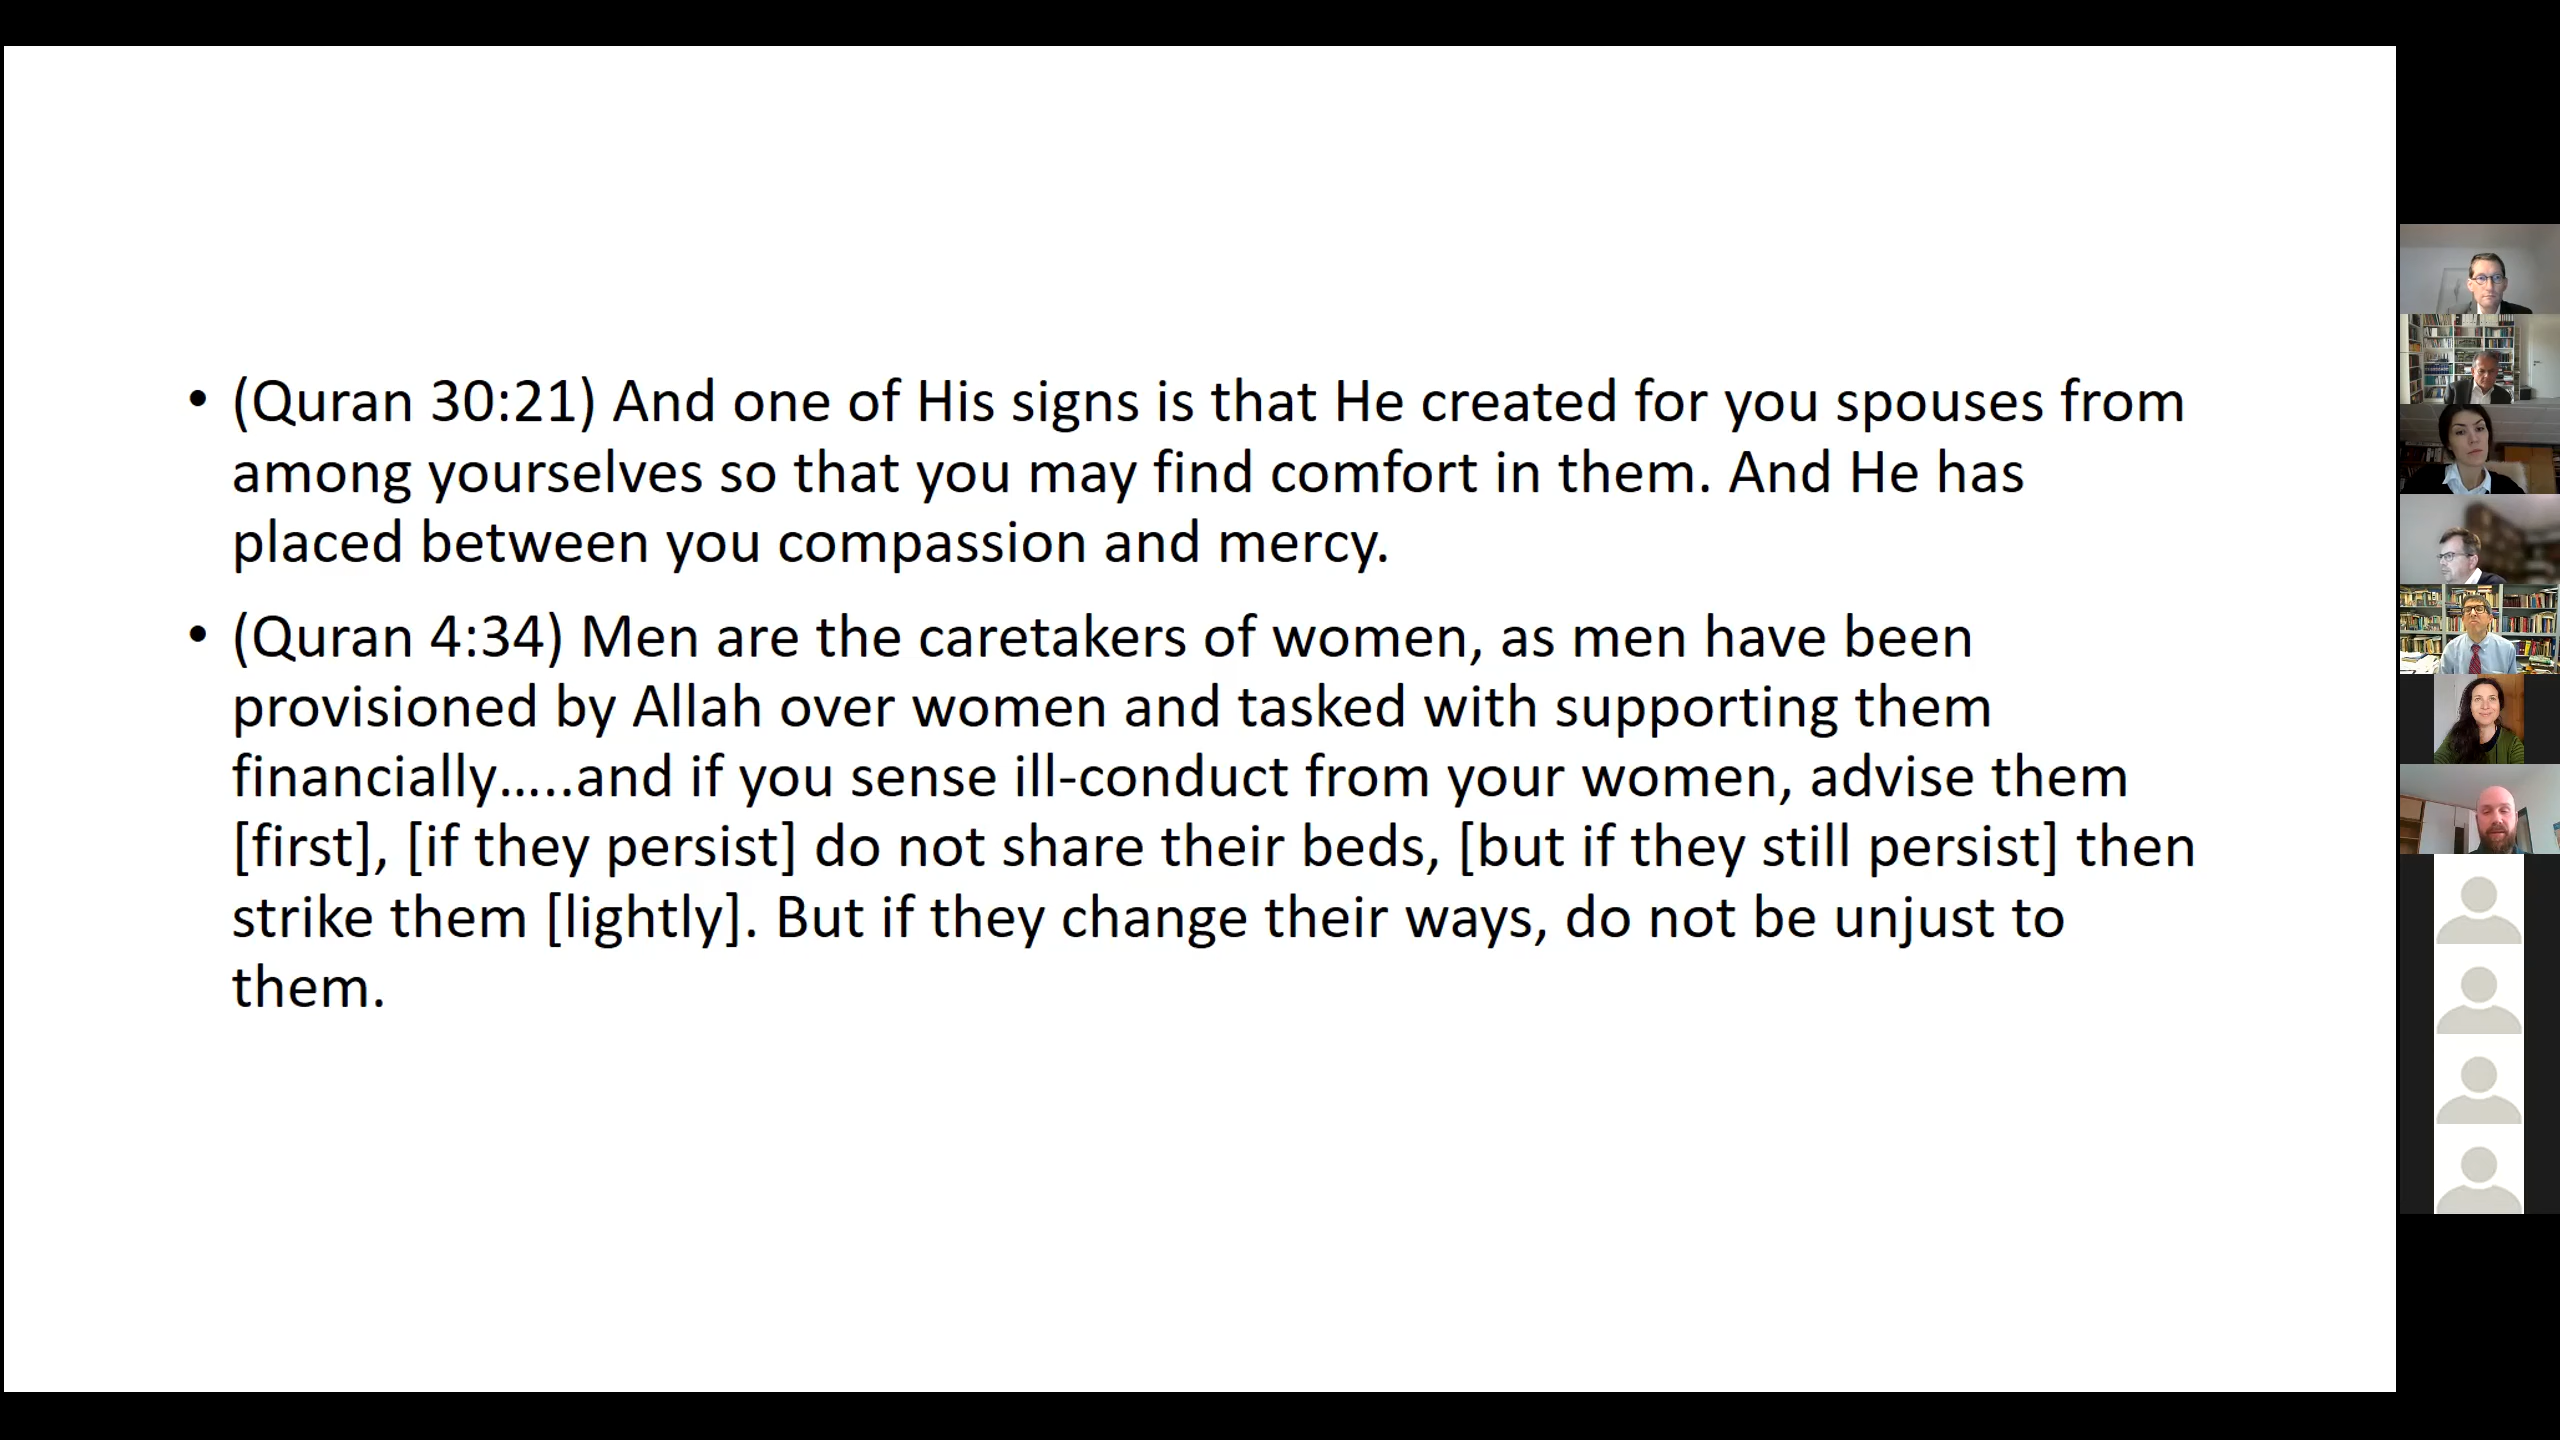 • (Quran 30:21) And one of His signs is that He created for you spouses from
among yourselves so that you may find comfort in them. And He has
placed between you compassion and mercy.
• (Quran 4:34) Men are the caretakers of women, as men have been
provisioned by Allah over women and tasked with supporting them
financially.....and if you sense ill-conduct from your women, advise them
[first], [if they persist] do not share their beds, [but if they still persist] then
strike them [lightly]. But if they change their ways, do not be unjust to
them.